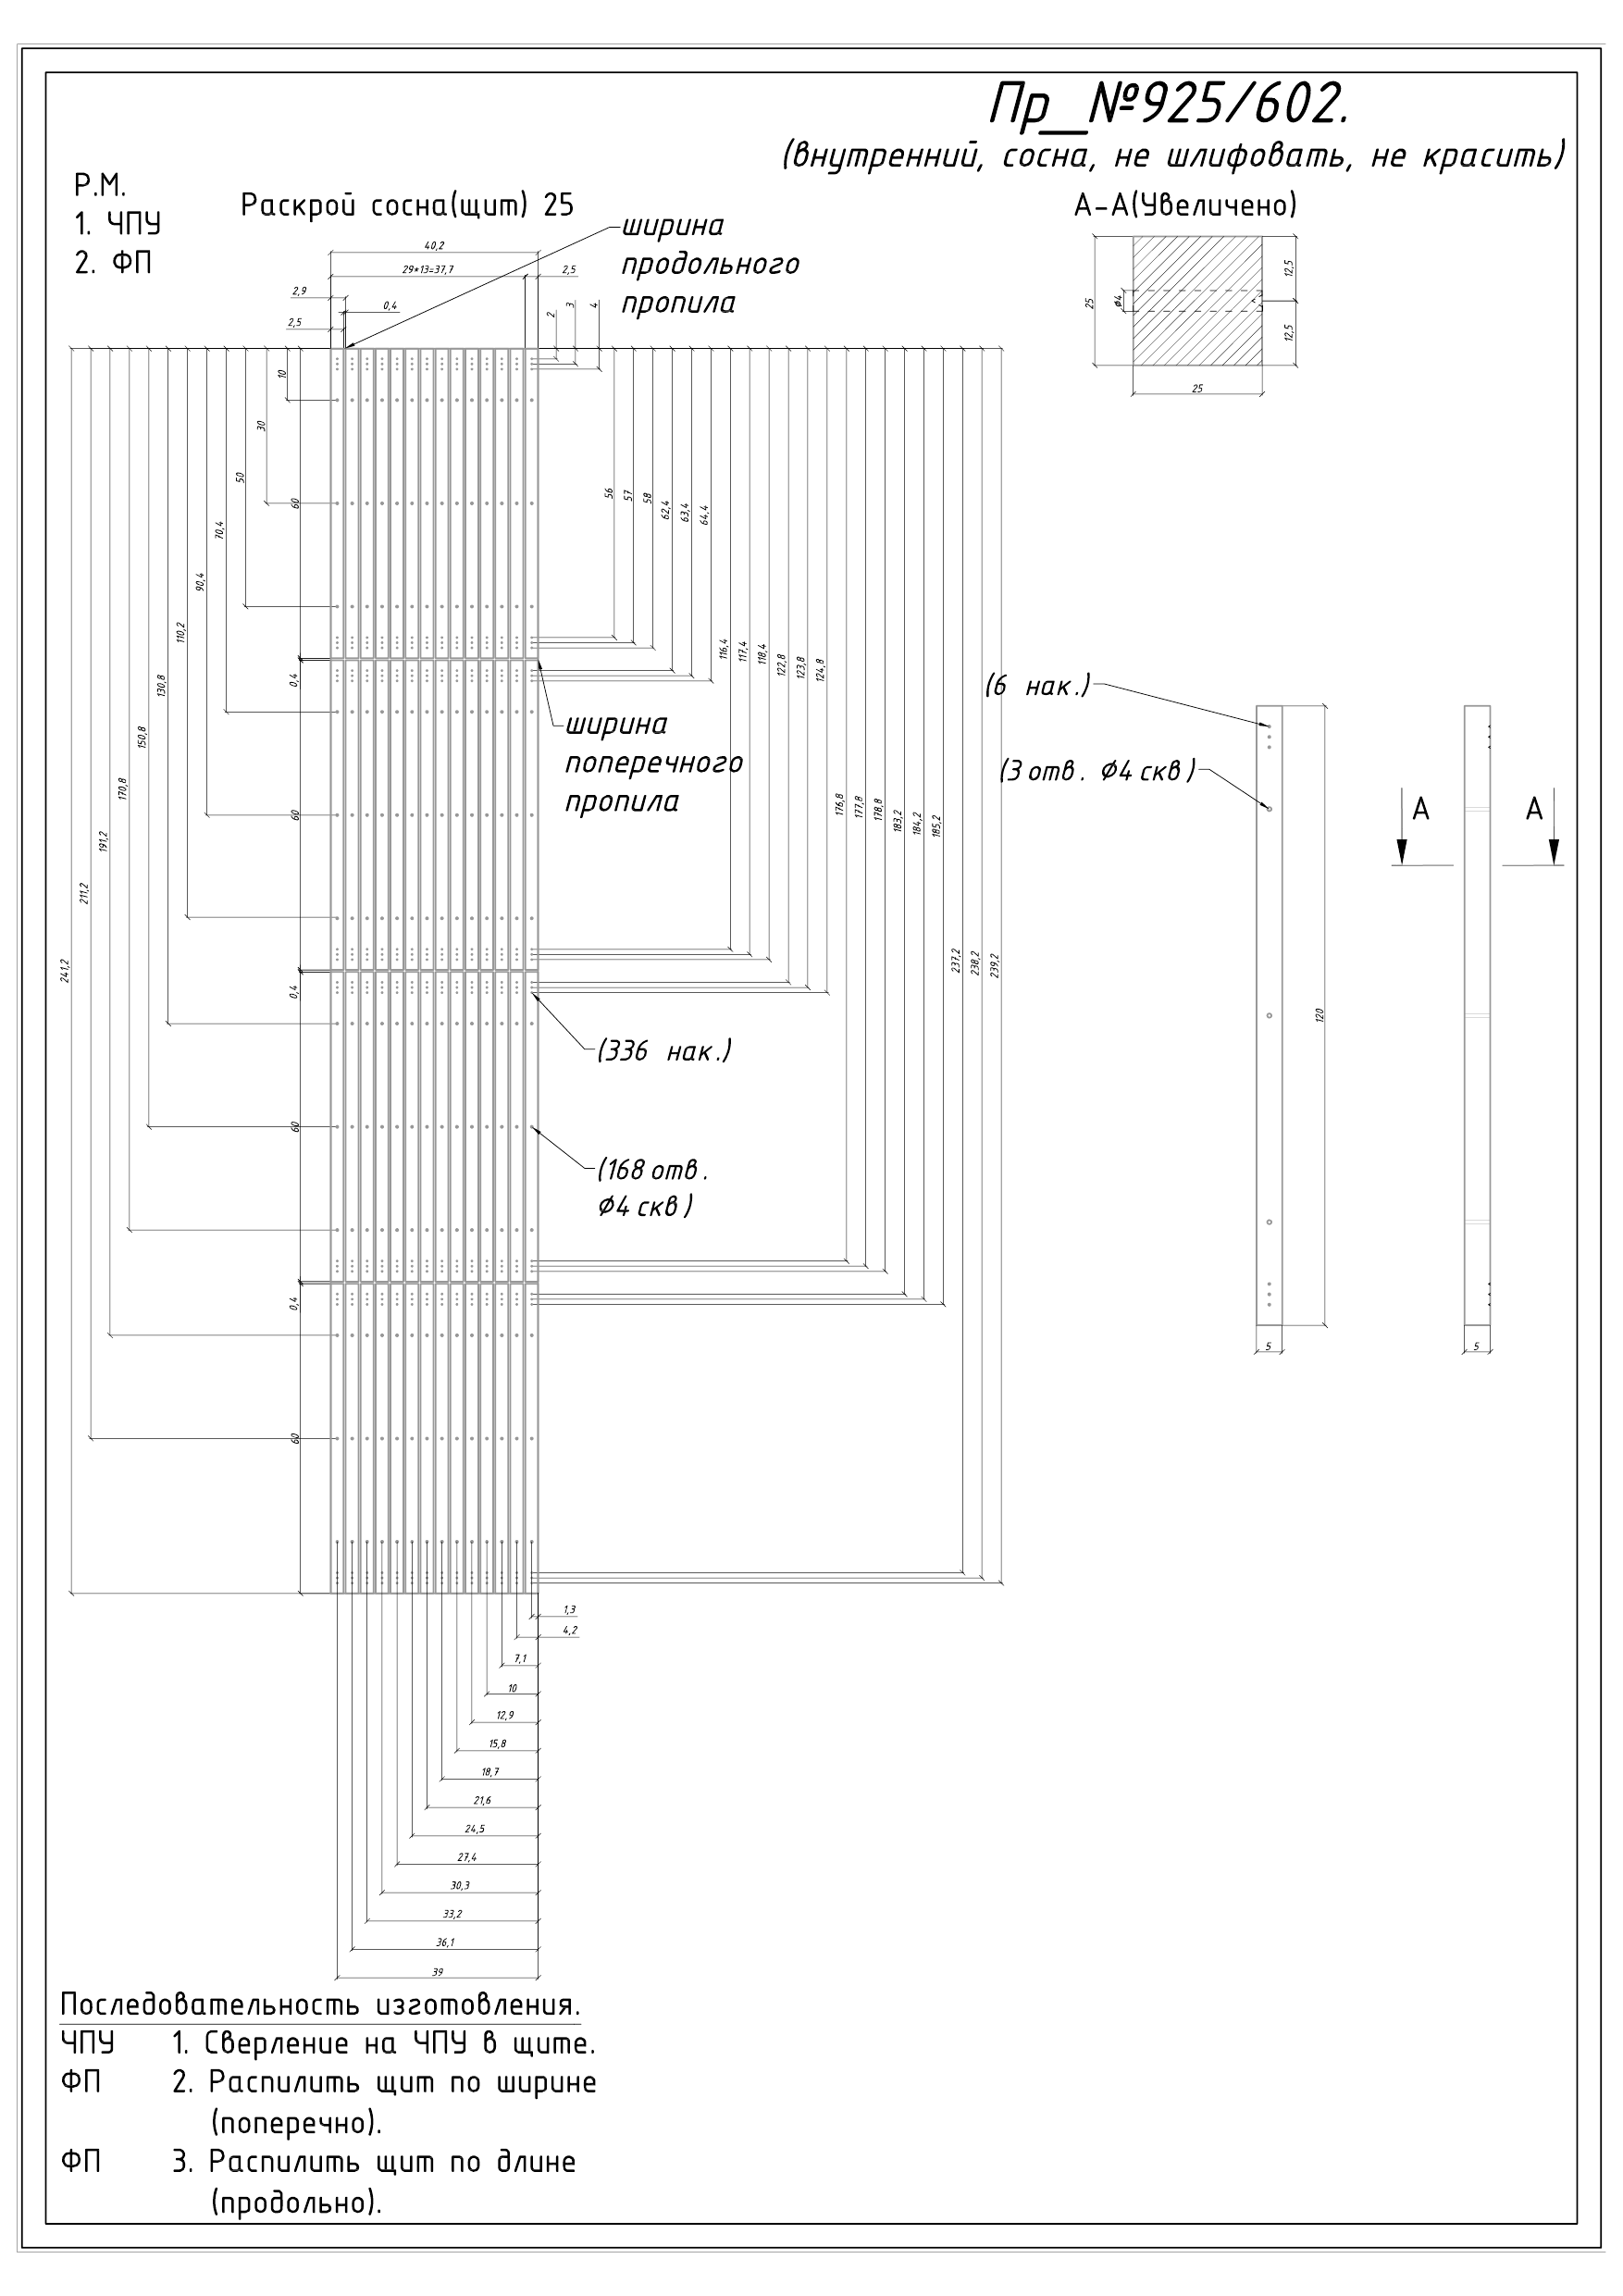 Пр_№925/602.
(внутренний, сосна, не шлифовать, не красить)
Р.М.
1. ЧПУ
2. ФП
Раскрой сосна(щит) 25
ширина
продольного
пропила
А-А(Увеличено)
40,2
29*13=37,7
2,5
2,9
0,4
2,5
2
3
4
10
30
50
60
70,4
90,4
110,2
130,8
150,8
170,8
191,2
211,2
241,2
0,4
60
0,4
60
0,4
60
56
57
58
62,4
63,4
64,4
116,4
117,4
118,4
122,8
123,8
124,8
176,8
177,8
178,8
183,2
184,2
185,2
237,2
238,2
239,2
ширина
поперечного
пропила
(336 нак.)
(168 отв.
Ø4 скв)
25
Ø4
12,5
12,5
25
(6 нак.)
(3 отв. Ø4 скв)
120
5
А
А
5
1,3
4,2
7,1
10
12,9
15,8
18,7
21,6
24,5
27,4
30,3
33,2
36,1
39
Последовательность изготовления.
ЧПУ 1. Сверление на ЧПУ в щите.
ФП 2. Распилить щит по ширине
(поперечно).
ФП 3. Распилить щит по длине
(продольно).